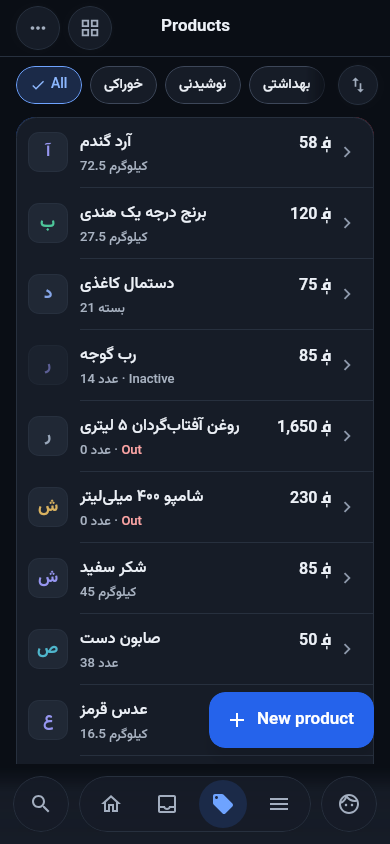 Products
All
خوراکی
نوشیدنی
بهداشتی
آ
آرد گندم
58 ؋
72.5 کیلوگرم
ب
برنج درجه یک هندی
120 ؋
27.5 کیلوگرم
د
دستمال کاغذی
75 ؋
21 بسته
ر
رب گوجه
85 ؋
14 عدد · Inactive
ر
روغن آفتاب‌گردان ۵ لیتری
1,650 ؋
0 عدد · Out
ش
شامپو ۴۰۰ میلی‌لیتر
230 ؋
0 عدد · Out
ش
شکر سفید
85 ؋
45 کیلوگرم
ص
صابون دست
50 ؋
38 عدد
ع
عدس قرمز
16.5 کیلوگرم
New product